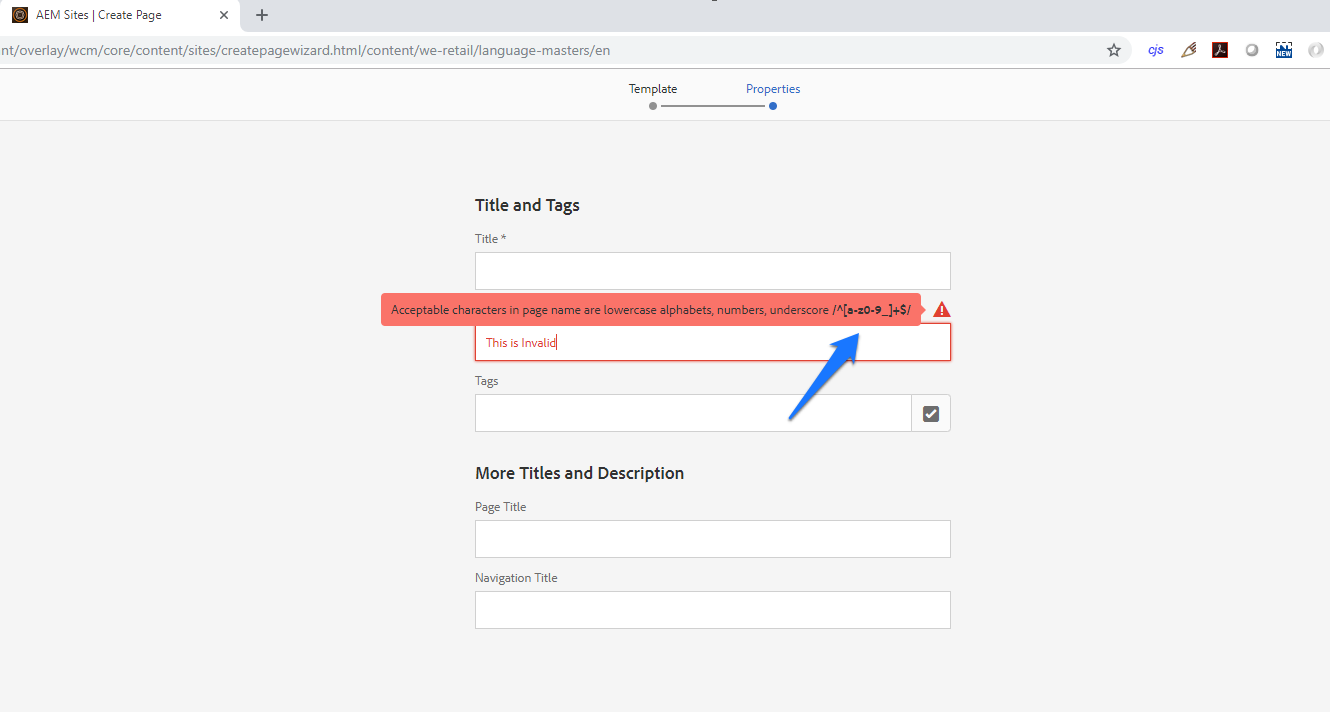 AEM Sites | Create Page
nt/overlay/wcm/core/content/sites/createpagewizard.html/content/we-retail/language-masters/en
cjs
NEW
Template Properties
Title and Tags
Title *
Acceptable characters in page name are lowercase alphabets, numbers, underscore /^[a-z0-9_]+$/
This is Invalid
Tags
More Titles and Description
Page Title
Navigation Title